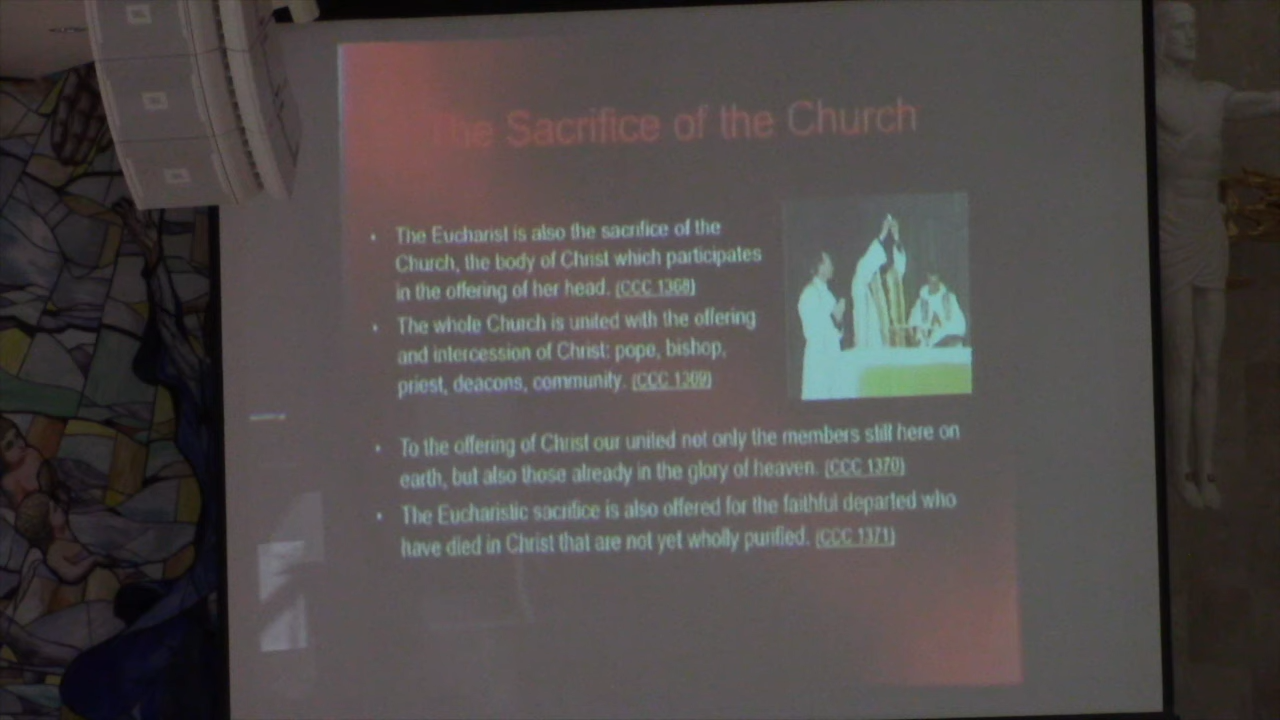 The Sacrifice of the Church
• The Eucharist is also the sacrifice of the
Church, the body of Christ which participates
in the offering of her head. (CCC 1368)
• The whole Church is united with the offering
and intercession of Christ: pope, bishop,
priest, deacons, community. (CCC 1369)
• To the offering of Christ our united not only the members still here on
earth, but also those already in the glory of heaven. (CCC 1370)
• The Eucharistic sacrifice is also offered for the faithful departed who
have died in Christ that are not yet wholly purified. (CCC 1371)